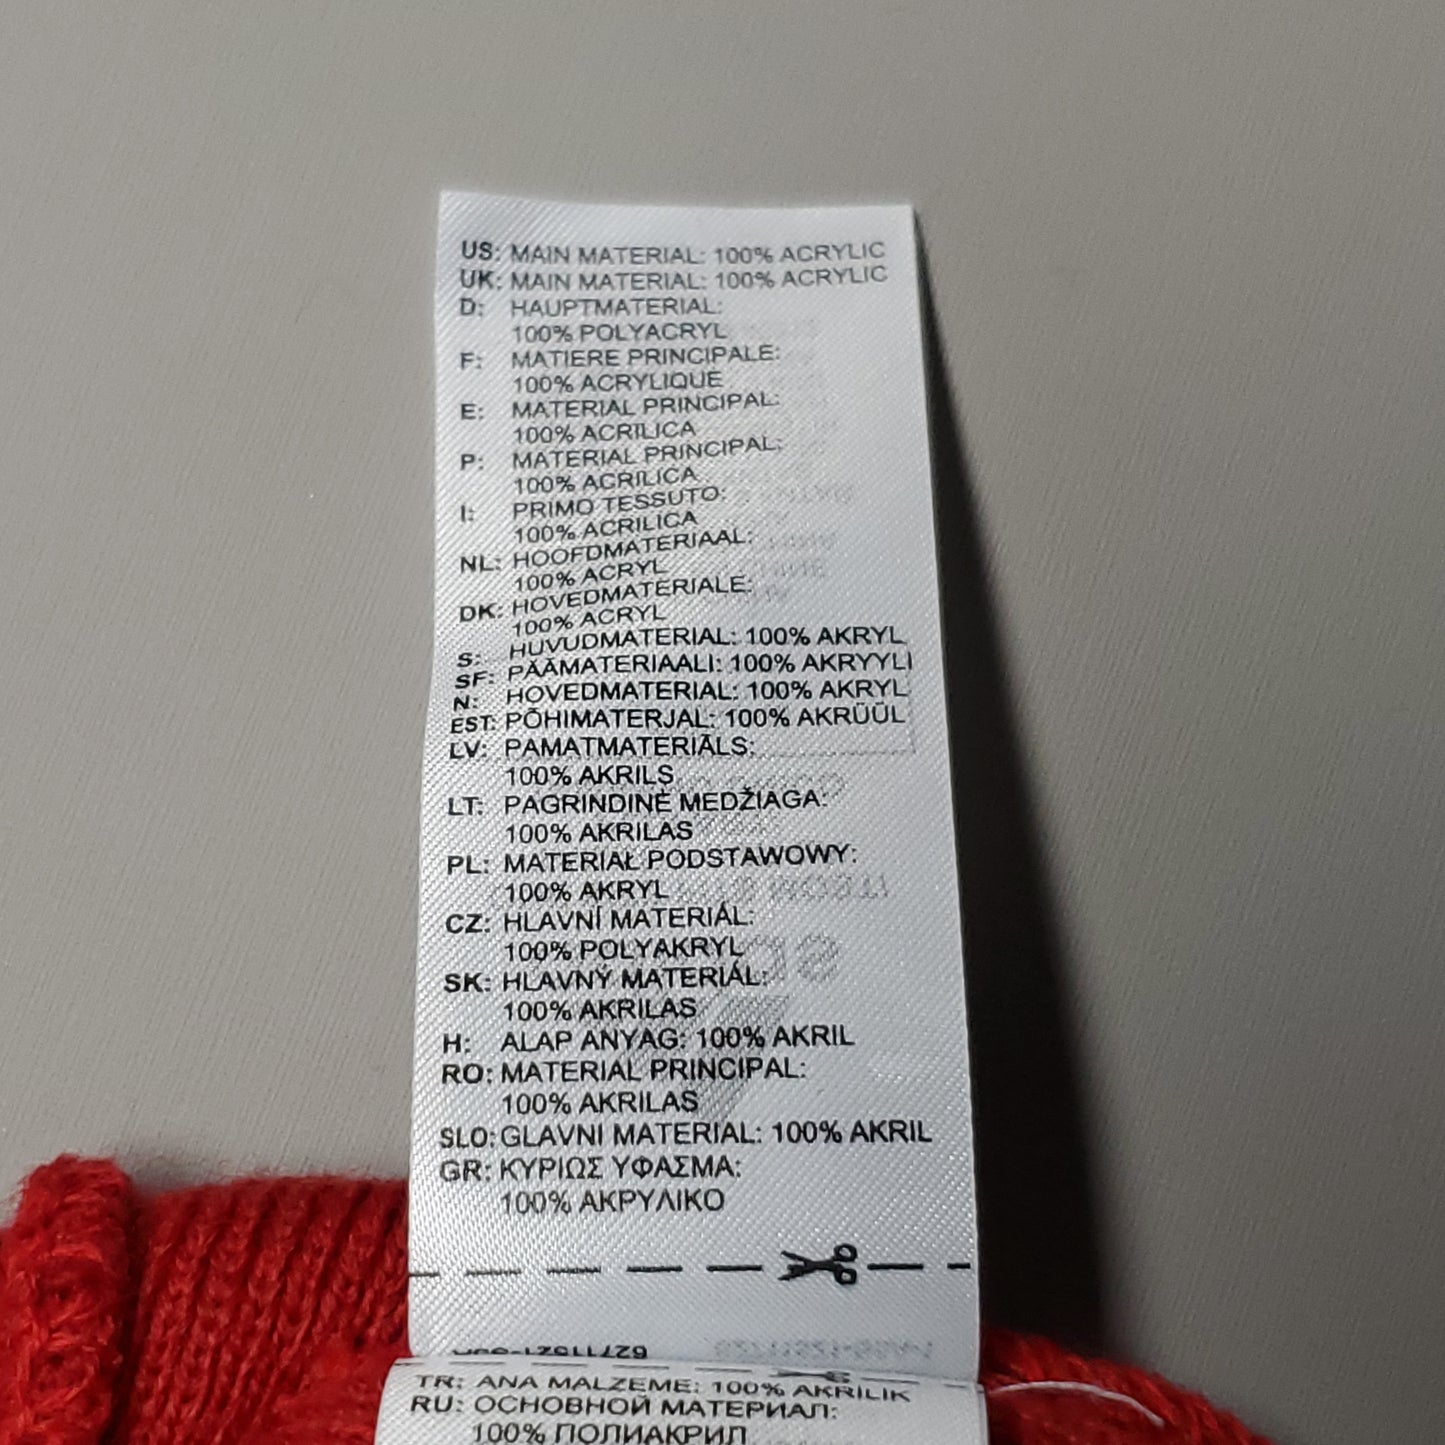 US: MAIN MATERIAL: 100% ACRYLIC
UK: MAIN MATERIAL: 100% ACRYLIC
D: HAUPTMATERIAL:
100% POLYACRYL
F: MATIERE PRINCIPALE:
100% ACRYLIQUE
E: MATERIAL PRINCIPAL:
100% ACRILICA
P: MATERIAL PRINCIPAL:
100% ACRILICA
I: PRIMO TESSUTO:
100% ACRILICA
NL: HOOFDMATERIAAL:
100% ACRYL
DK: HOVEDMATERIALE:
100% ACRYL
S: HUVUDMATERIAL: 100% AKRYL
SF: PÄÄMATERIAALI: 100% AKRYYLI
N: HOVEDMATERIAL: 100% AKRYL
EST: PÕHIMATERJAL: 100% AKRÜÜL
LV: PAMATMATERIĀLS:
100% AKRILS
LT: PAGRINDINĖ MEDŽIAGA:
100% AKRILAS
PL: MATERIAŁ PODSTAWOWY:
100% AKRYL
CZ: HLAVNÍ MATERIÁL:
100% POLYAKRYL
SK: HLAVNÝ MATERIÁL:
100% AKRILAS
H: ALAP ANYAG: 100% AKRIL
RO: MATERIAL PRINCIPAL:
100% AKRILAS
SLO: GLAVNI MATERIAL: 100% AKRIL
GR: ΚΥΡΙΩΣ ΥΦΑΣΜΑ:
100% ΑΚΡΥΛΙΚΟ
TR: ANA MALZEME: 100% AKRİLİK
RU: ОСНОВНОЙ МАТЕРИАЛ:
100% ПОЛИАКРИЛ